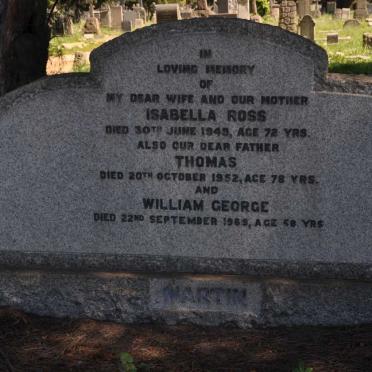 IN
LOVING MEMORY
OF
MY DEAR WIFE AND OUR MOTHER
ISABELLA ROSS
DIED 30TH JUNE 1949, AGE 72 YRS.
ALSO OUR DEAR FATHER
THOMAS
DIED 20TH OCTOBER 1952, AGE 78 YRS.
AND
WILLIAM GEORGE
DIED 22ND SEPTEMBER 1965, AGE YRS
MARTIN